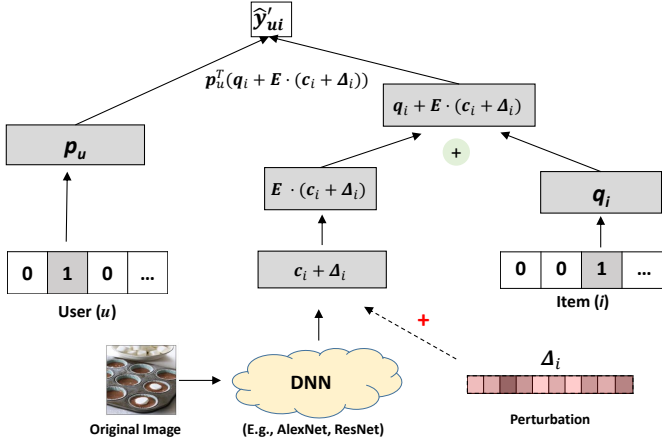 ŷ′ui
pᵤᵀ(qᵢ + E · (cᵢ + Δᵢ))
qᵢ + E · (cᵢ + Δᵢ)
pᵤ
+
E · (cᵢ + Δᵢ)
qᵢ
0 1 0 ...
cᵢ + Δᵢ
0 0 1 ...
User (u)
Item (i)
+
Δᵢ
DNN
Original Image
(E.g., AlexNet, ResNet)
Perturbation